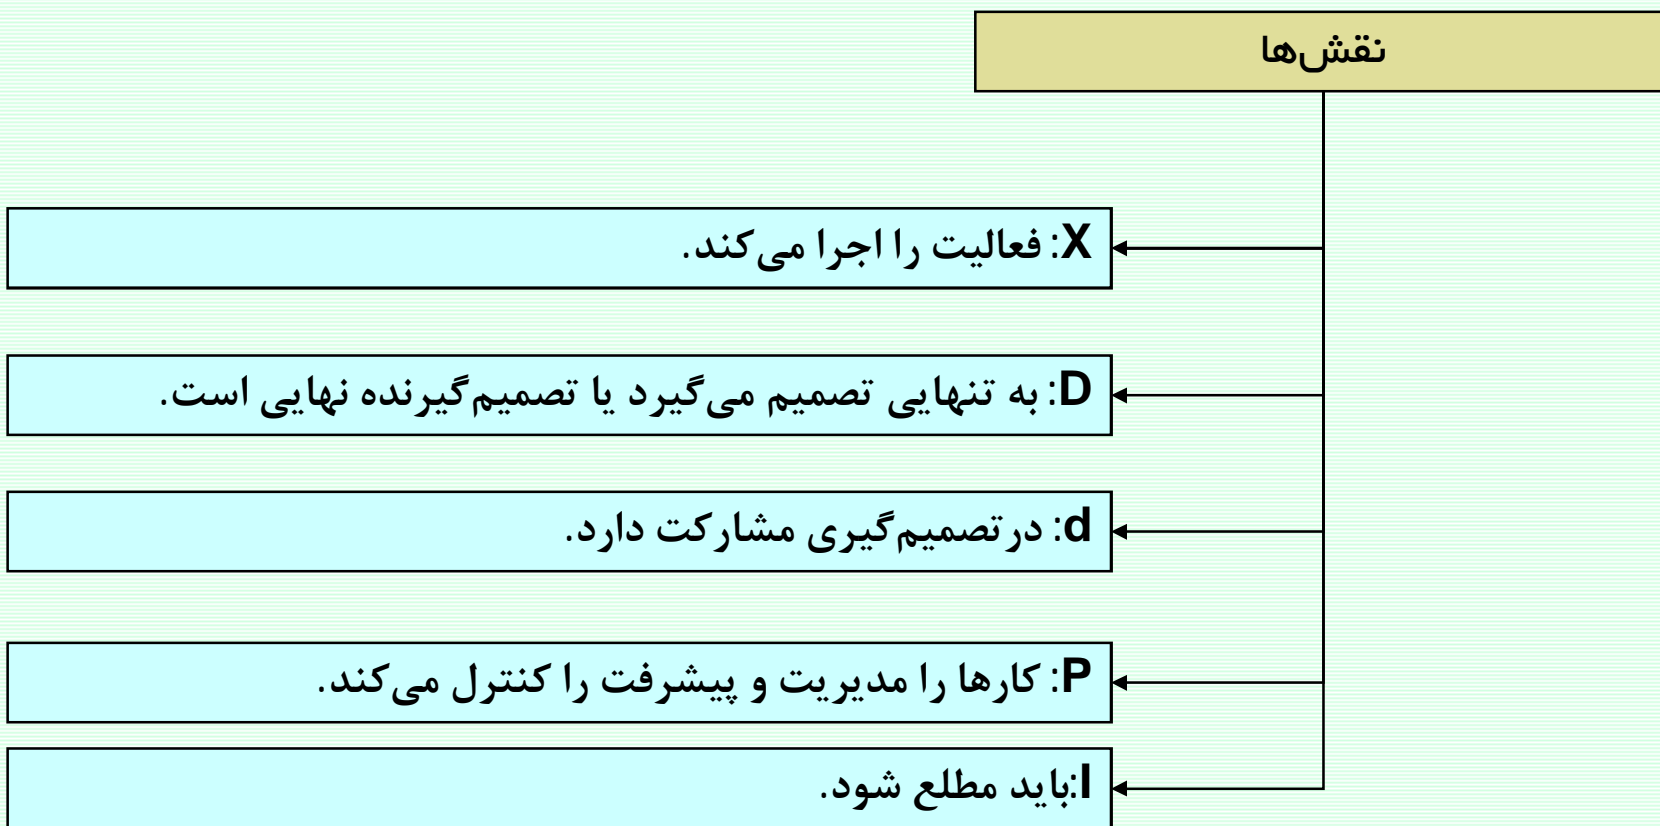 نقش‌ها
X: فعالیت را اجرا می‌کند.
D: به تنهایی تصمیم می‌گیرد یا تصمیم‌گیرنده نهایی است.
d: درتصمیم‌گیری مشارکت دارد.
P: کارها را مدیریت و پیشرفت را کنترل می‌کند.
I:باید مطلع شود.